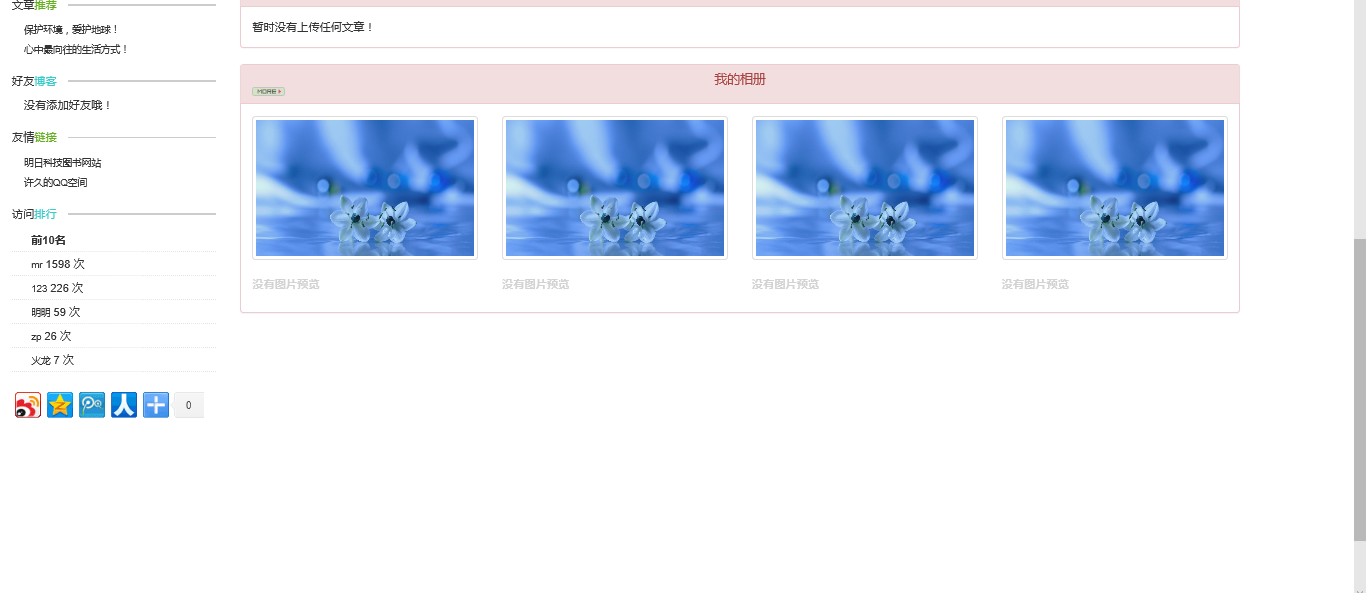 文章推荐
保护环境，爱护地球！
心中最向往的生活方式！
好友博客
没有添加好友哦！
友情链接
明日科技图书网站
许久的QQ空间
访问排行
前10名
mr 1598 次
123 226 次
明明 59 次
zp 26 次
火龙 7 次
0
暂时没有上传任何文章！
我的相册
MORE
没有图片预览
没有图片预览
没有图片预览
没有图片预览